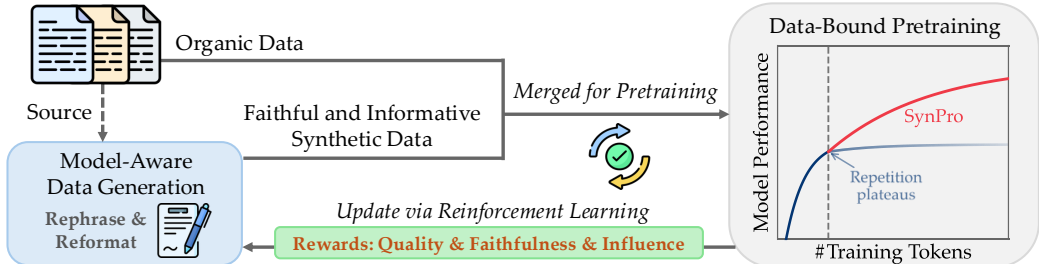 Organic Data
Source
Faithful and Informative
Synthetic Data
Merged for Pretraining
Model-Aware
Data Generation
Rephrase &
Reformat
Update via Reinforcement Learning
Rewards: Quality & Faithfulness & Influence
Data-Bound Pretraining
Model Performance
SynPro
Repetition
plateaus
#Training Tokens